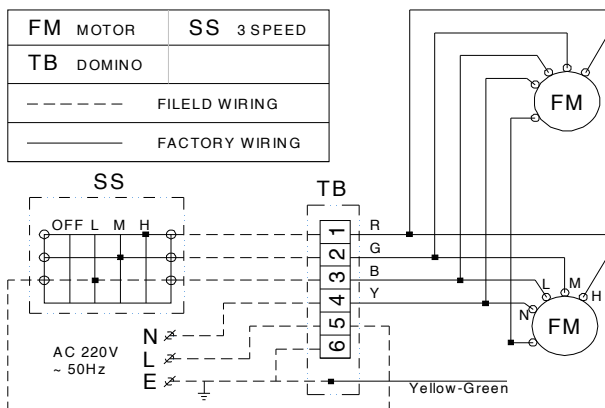 FM MOTOR SS 3 SPEED
TB DOMINO
FILELD WIRING
FACTORY WIRING
FM
SS
TB
OFF L M H
1 R
2 G
3 B
4 Y
5
6
L M H
N
FM
N
L
E
AC 220V
~ 50Hz
Yellow-Green